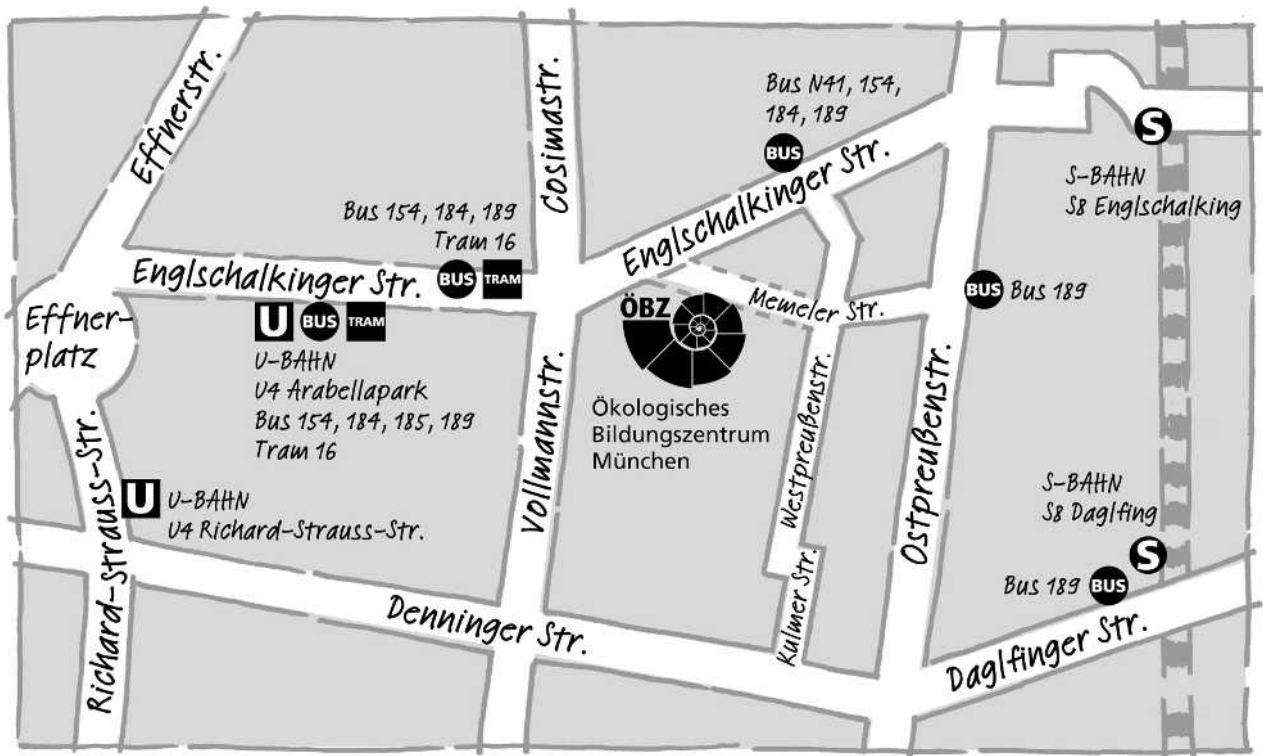 Effnerstr.
Cosimastr.
Bus N41, 154,
184, 189
BUS
Englschalkinger Str.
S
S-BAHN
S8 Englschalking
Bus 154, 184, 189
Tram 16
Englschalkinger Str.
BUS
TRAM
Effner-
platz
U
BUS
TRAM
U-BAHN
U4 Arabellapark
Bus 154, 184, 185, 189
Tram 16
ÖBZ
Memeler Str.
BUS
Bus 189
Ökologisches
Bildungszentrum
München
Vollmannstr.
Westpreußenstr.
Ostpreußenstr.
Richard-Strauss-Str.
U
U-BAHN
U4 Richard-Strauss-Str.
S-BAHN
S8 Daglfing
S
Bus 189
BUS
Denninger Str.
Kulmer Str.
Daglfinger Str.